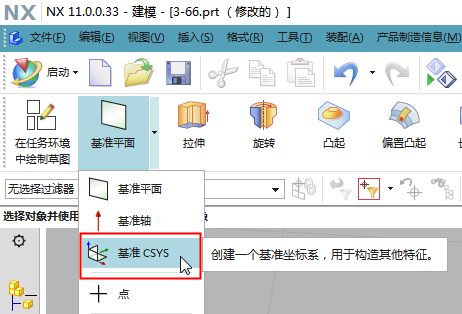 NX NX 11.0.0.33 - 建模 - [3-66.prt （修改的） ]
文件(F) 编辑(E) 视图(V) 插入(S) 格式(R) 工具(T) 装配(A) 产品制造信息(M)
启动
在任务环境中绘制草图 基准平面 拉伸 旋转 凸起 偏置凸起
无选择过滤器
基准平面
选择对象并使用
基准轴
基准 CSYS
创建一个基准坐标系，用于构造其他特征。
点